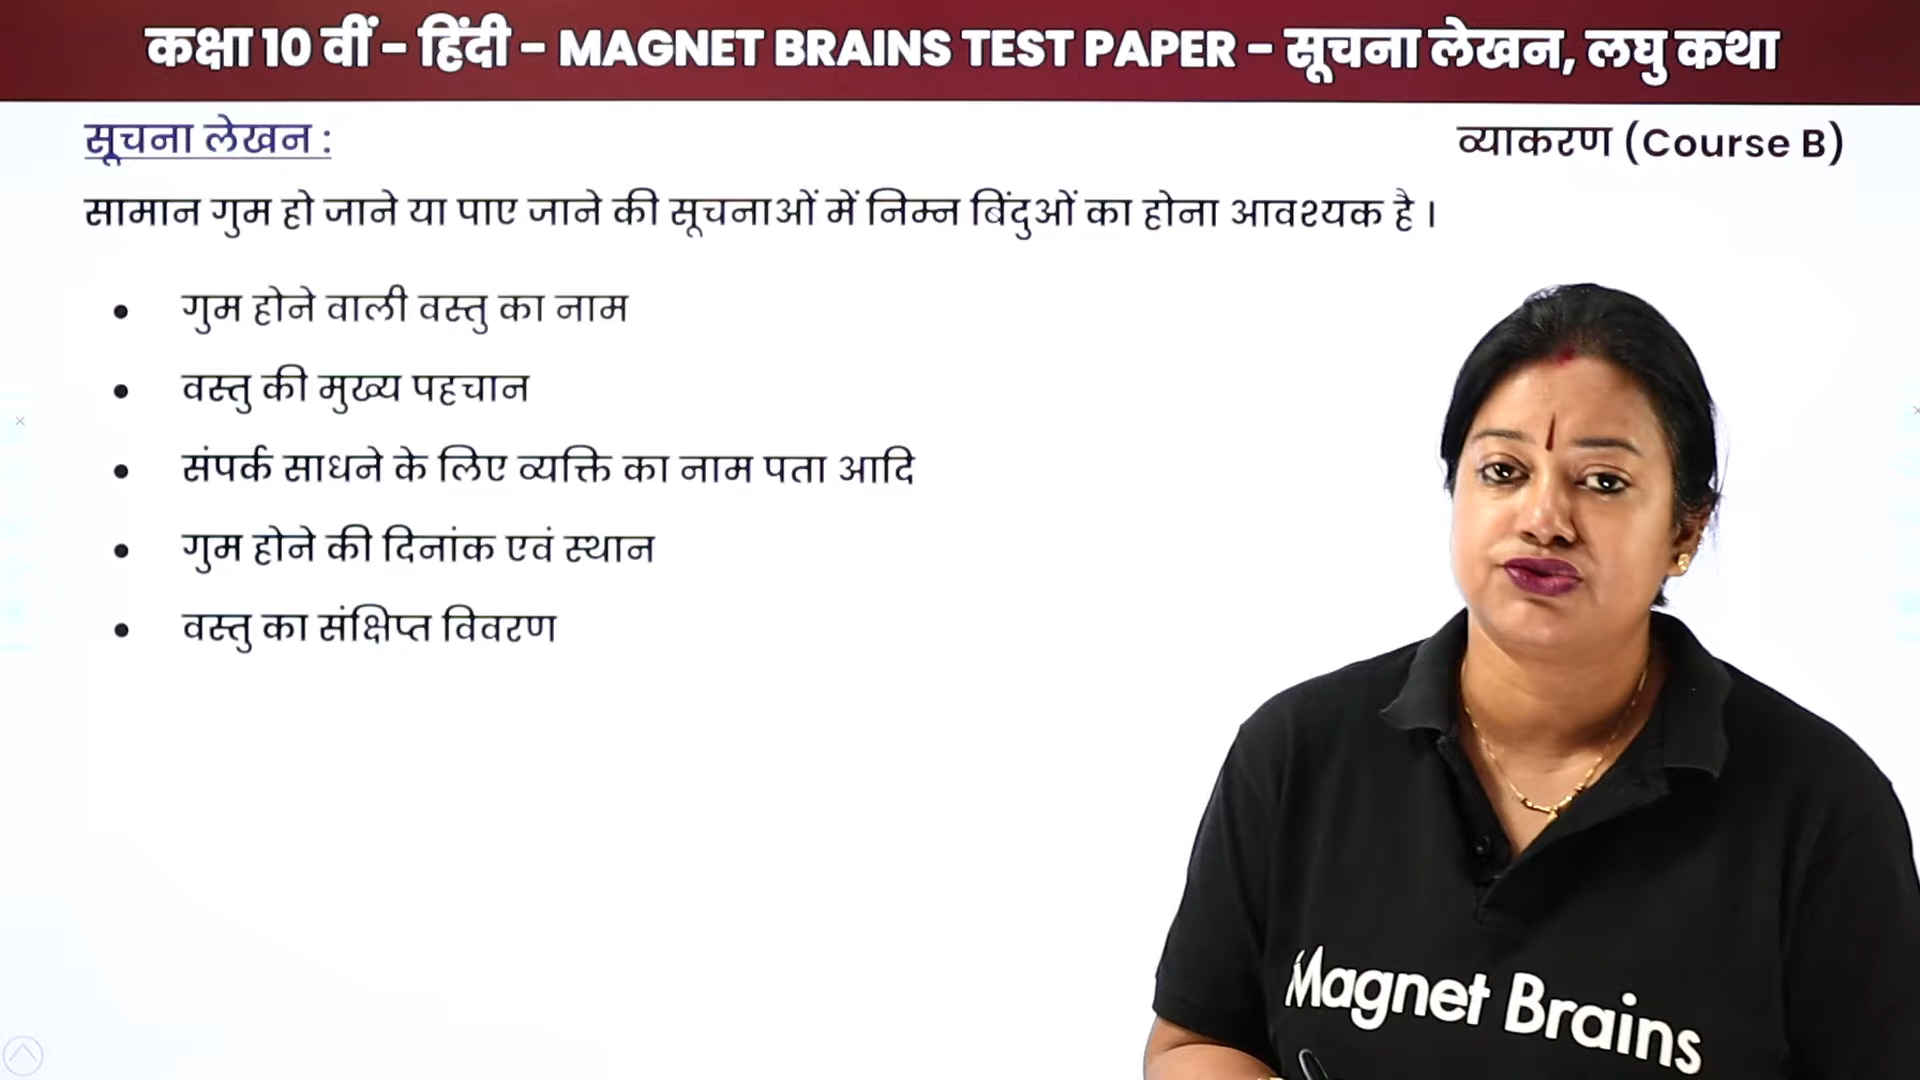 कक्षा 10 वीं – हिंदी – MAGNET BRAINS TEST PAPER – सूचना लेखन, लघु कथा
सूचना लेखन :
व्याकरण (Course B)
सामान गुम हो जाने या पाए जाने की सूचनाओं में निम्न बिंदुओं का होना आवश्यक है ।
• गुम होने वाली वस्तु का नाम
• वस्तु की मुख्य पहचान
• संपर्क साधने के लिए व्यक्ति का नाम पता आदि
• गुम होने की दिनांक एवं स्थान
• वस्तु का संक्षिप्त विवरण
Magnet Brains